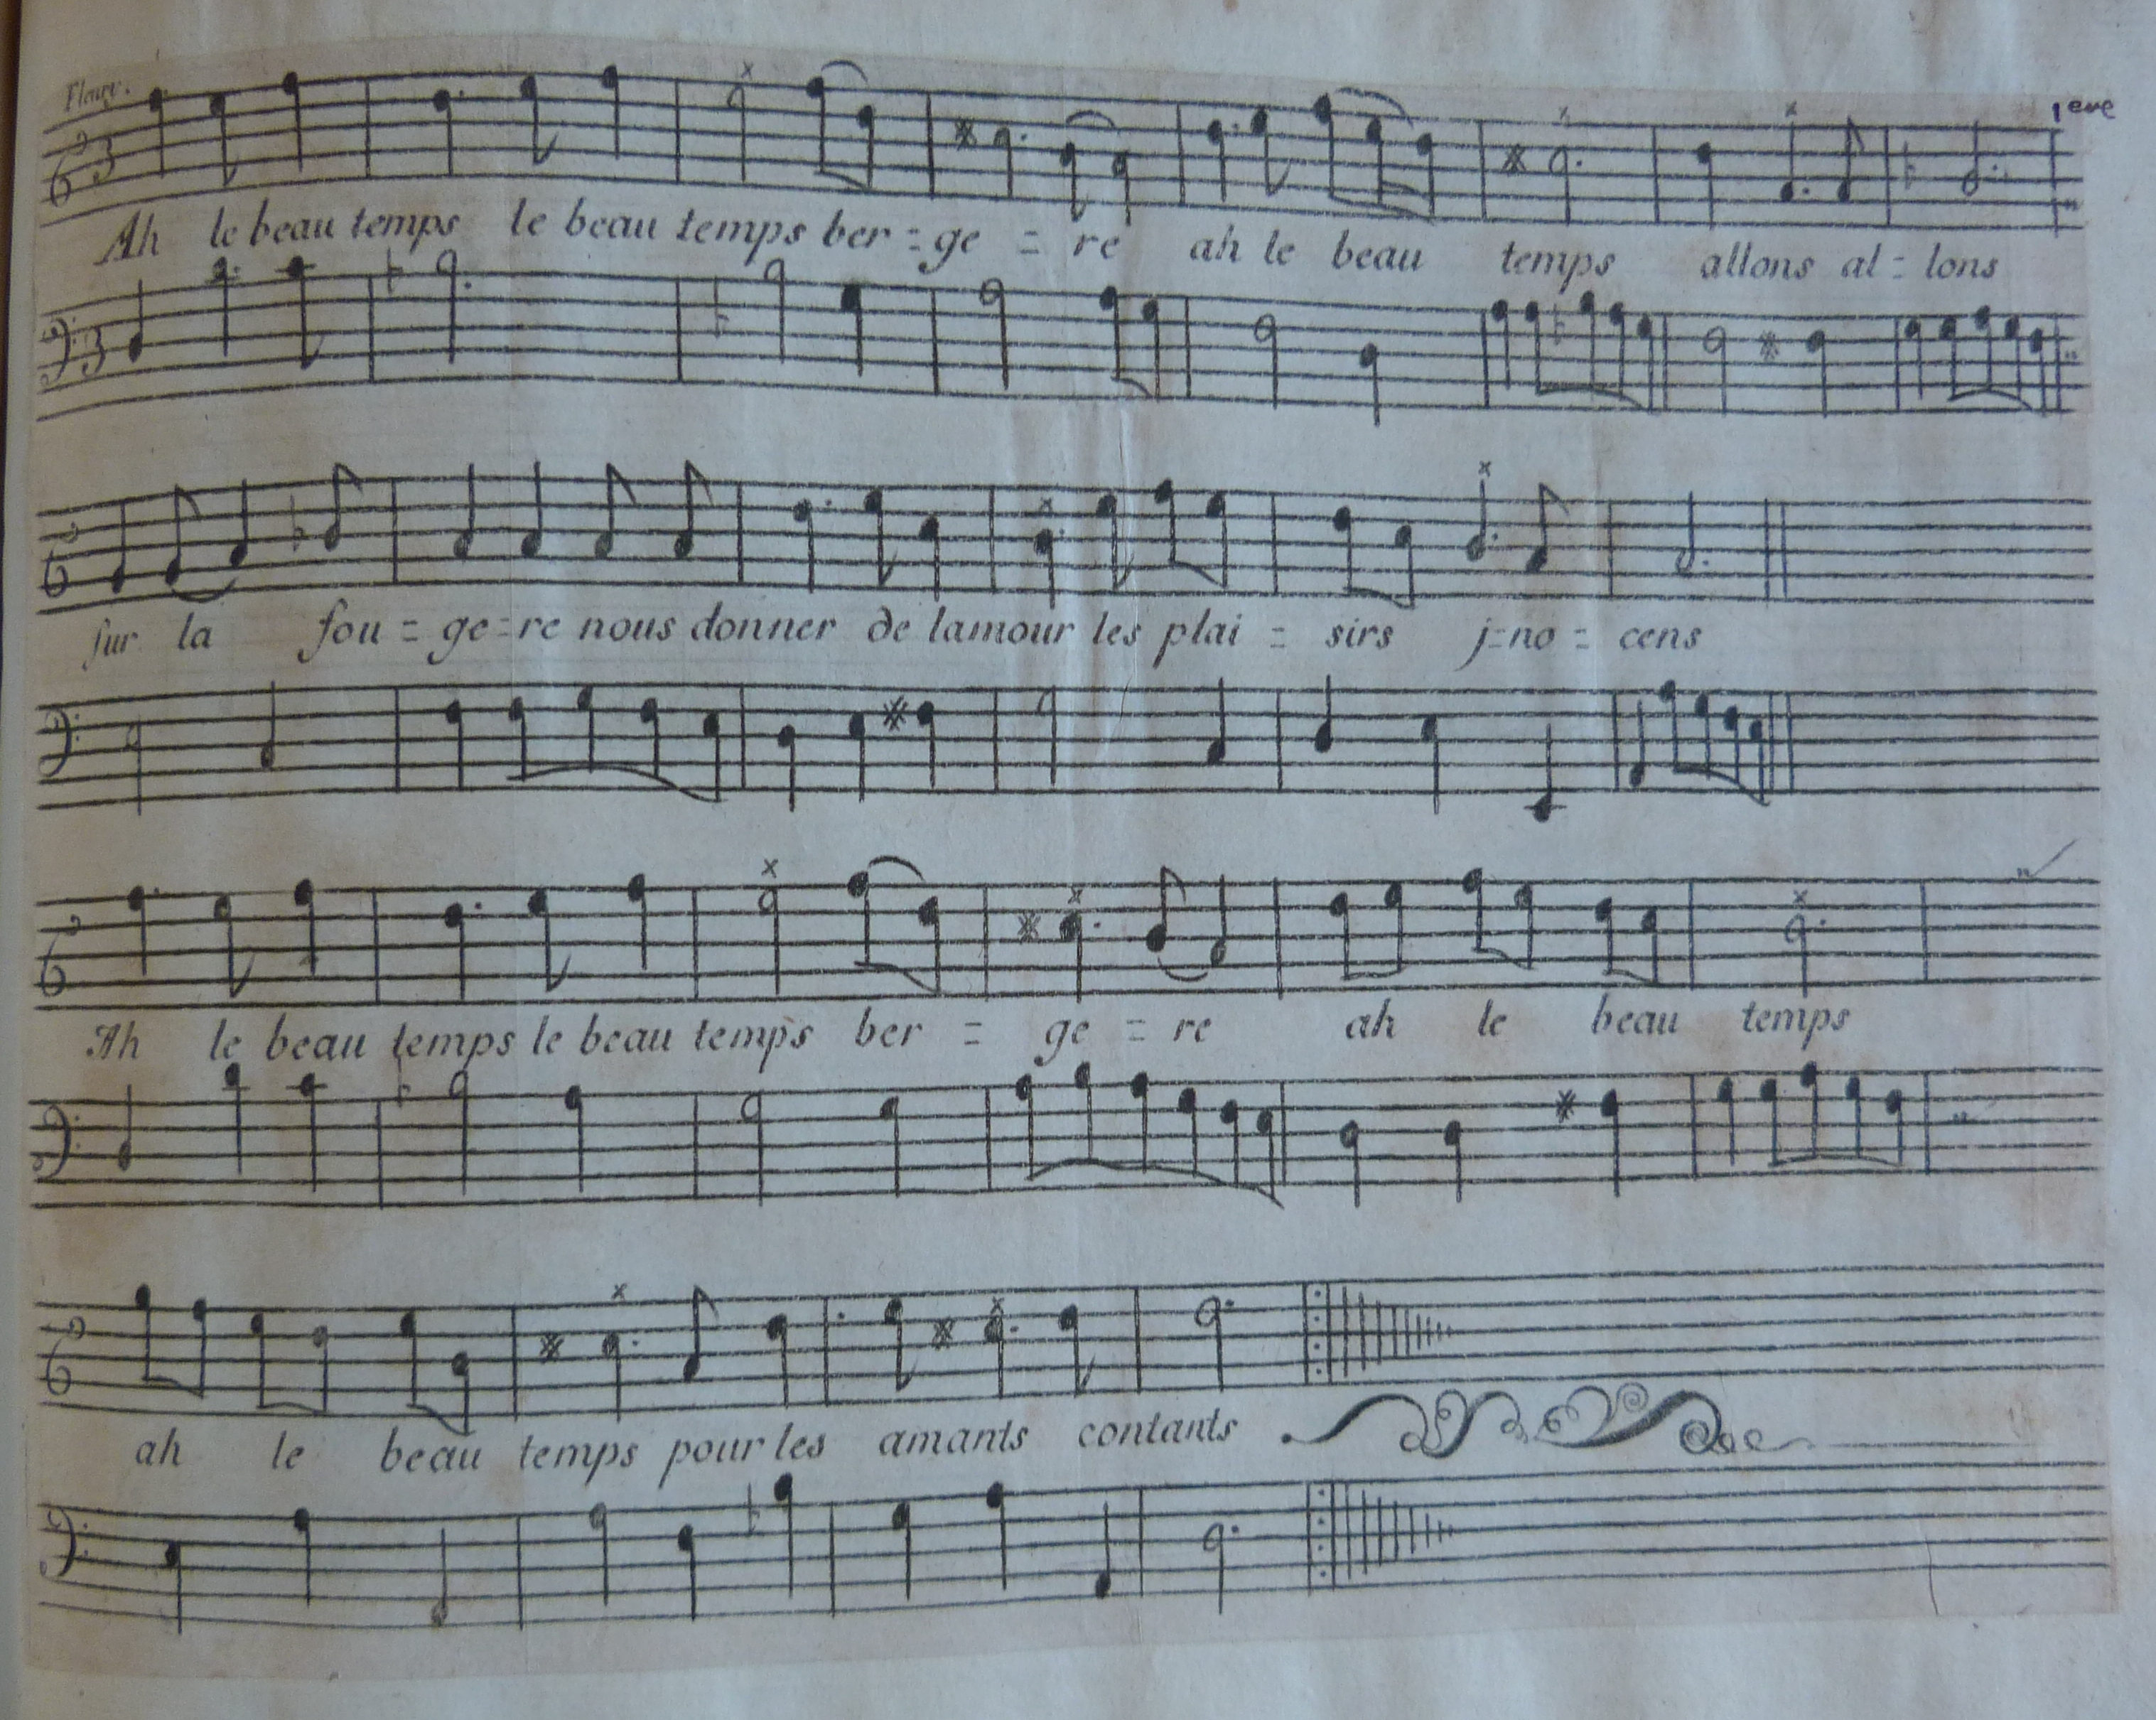 Fleury.
1ere
3
Ah le beau temps le beau temps ber = ge = re ah le beau temps allons al = lons
3
sur la fou = ge = re nous donner de lamour les plai = sirs j = no = cens
Ah le beau temps le beau temps ber = ge = re ah le beau temps
ah le beau temps pour les amants contants